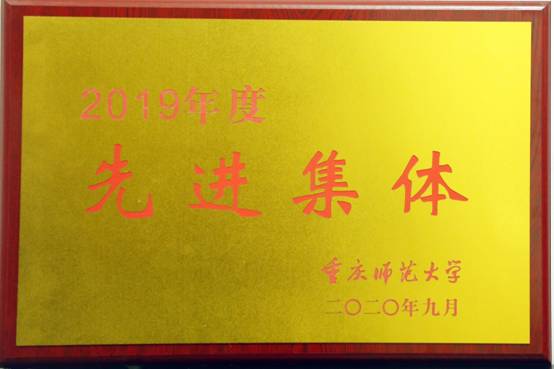 2019年度
先进集体
重庆师范大学
二〇二〇年九月